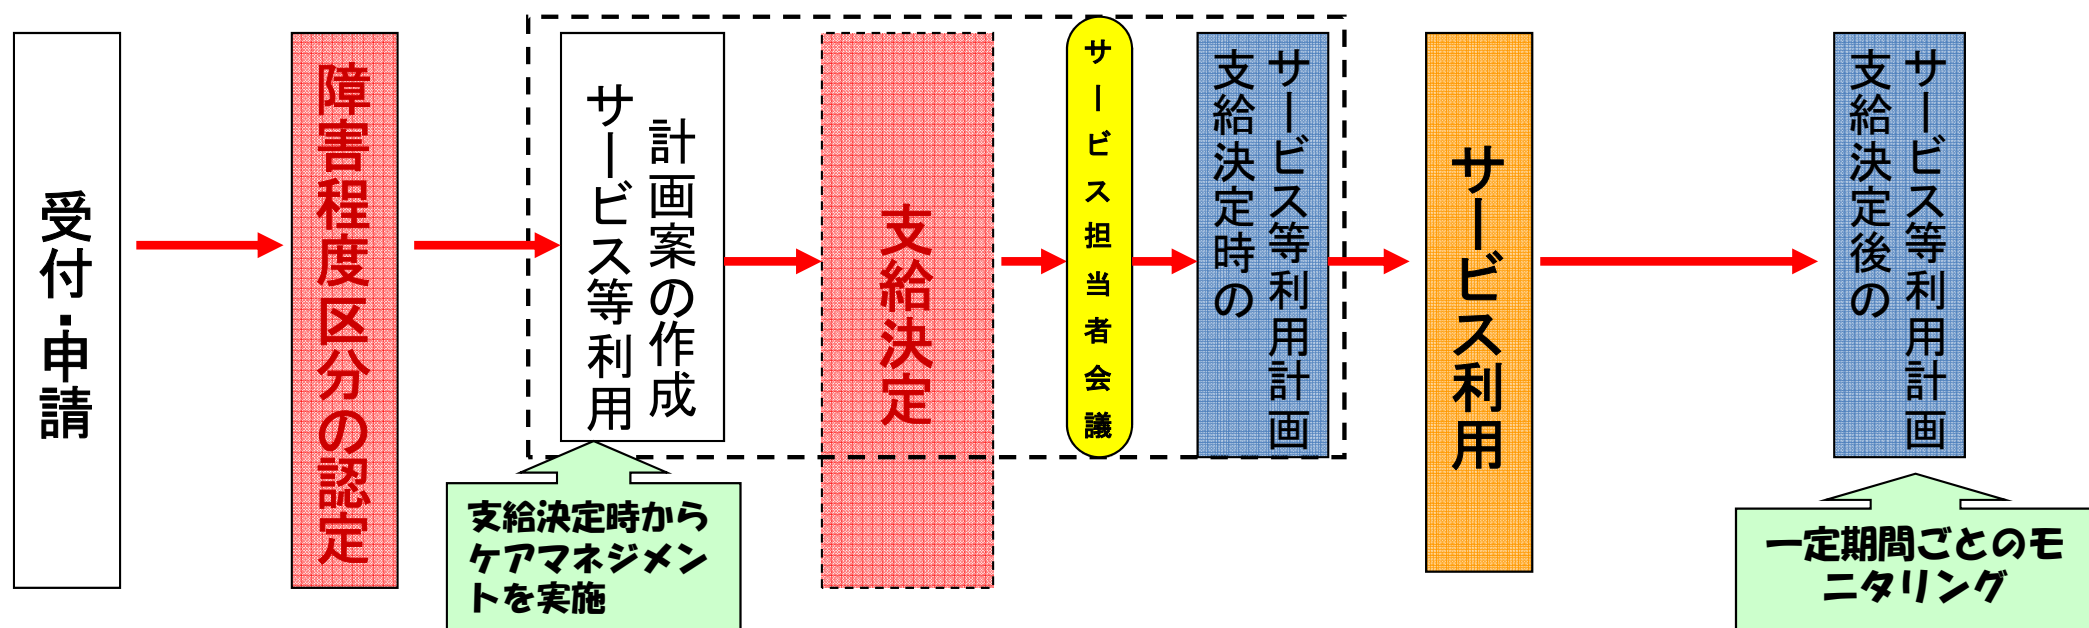 受付・申請
障害程度区分の認定
サービス等利用
計画案の作成
支給決定時から
ケアマネジメン
トを実施
支給決定
サービス担当者会議
支給決定時の
サービス等利用計画
サービス利用
支給決定後の
サービス等利用計画
一定期間ごとのモ
ニタリング